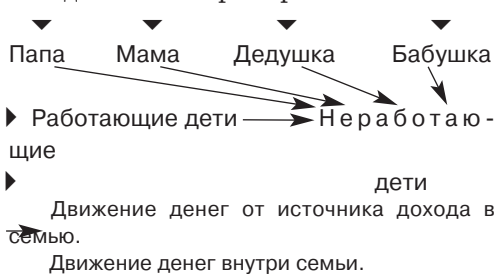 Папа Мама Дедушка Бабушка
Работающие дети Неработаю-
щие
дети
Движение денег от источника дохода в
семью.
Движение денег внутри семьи.